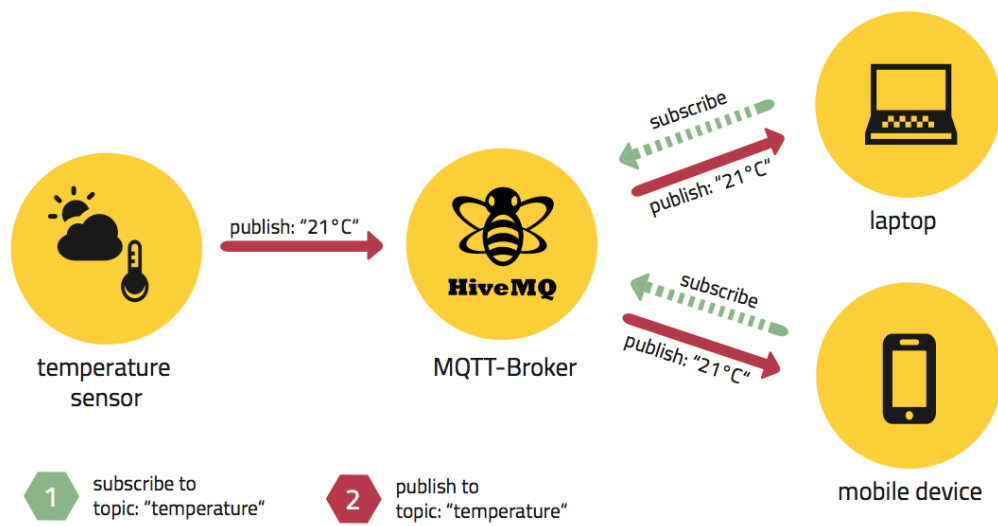 subscribe
publish: “21°C“
laptop
publish: “21°C“
HiveMQ
temperature
sensor
MQTT-Broker
subscribe
publish: “21°C“
mobile device
1
subscribe to
topic: “temperature“
2
publish to
topic: “temperature“